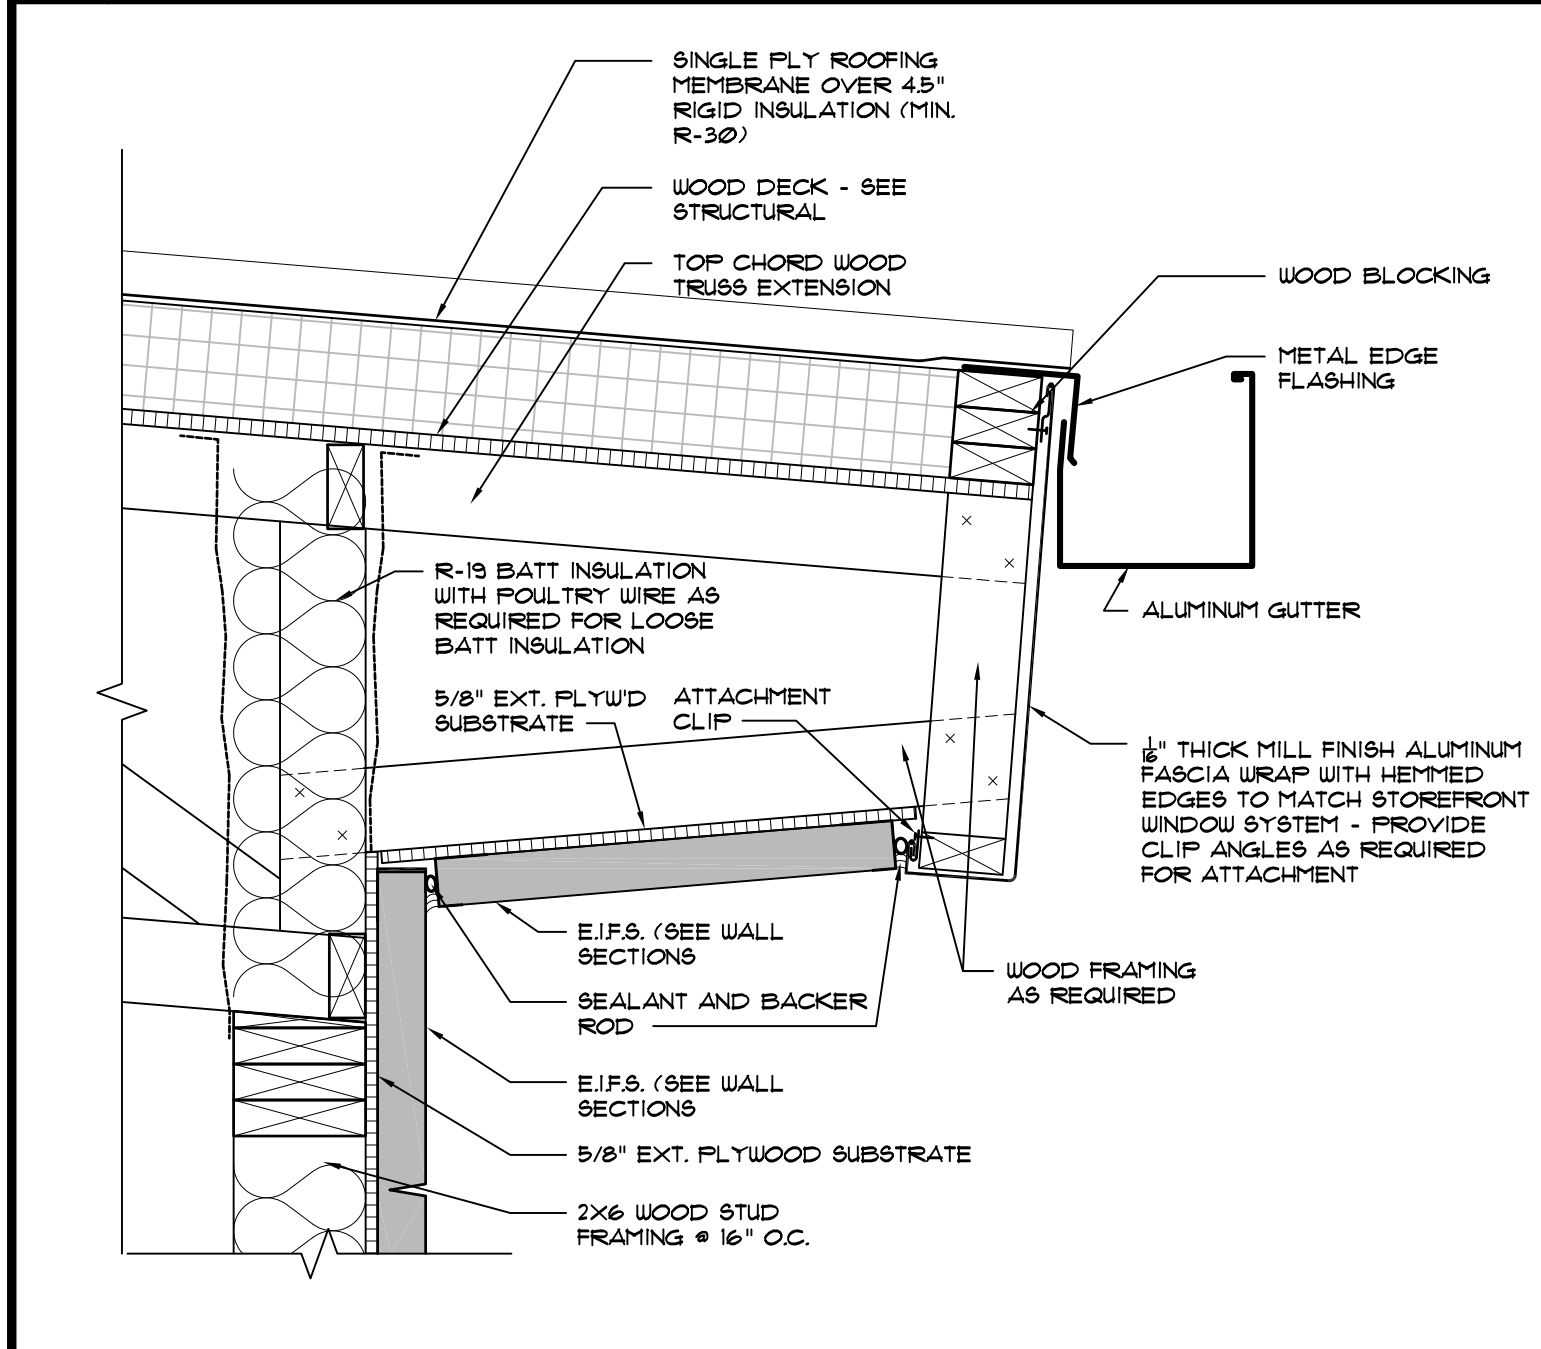 SINGLE PLY ROOFING
MEMBRANE OVER 4.5"
RIGID INSULATION (MIN.
R-30)
WOOD DECK - SEE
STRUCTURAL
TOP CHORD WOOD
TRUSS EXTENSION
WOOD BLOCKING
METAL EDGE
FLASHING
ALUMINUM GUTTER
R-19 BATT INSULATION
WITH POULTRY WIRE AS
REQUIRED FOR LOOSE
BATT INSULATION
5/8" EXT. PLYW'D
SUBSTRATE
ATTACHMENT
CLIP
1/16" THICK MILL FINISH ALUMINUM
FASCIA WRAP WITH HEMMED
EDGES TO MATCH STOREFRONT
WINDOW SYSTEM - PROVIDE
CLIP ANGLES AS REQUIRED
FOR ATTACHMENT
E.I.F.S. (SEE WALL
SECTIONS
WOOD FRAMING
AS REQUIRED
SEALANT AND BACKER
ROD
E.I.F.S. (SEE WALL
SECTIONS
5/8" EXT. PLYWOOD SUBSTRATE
2X6 WOOD STUD
FRAMING @ 16" O.C.